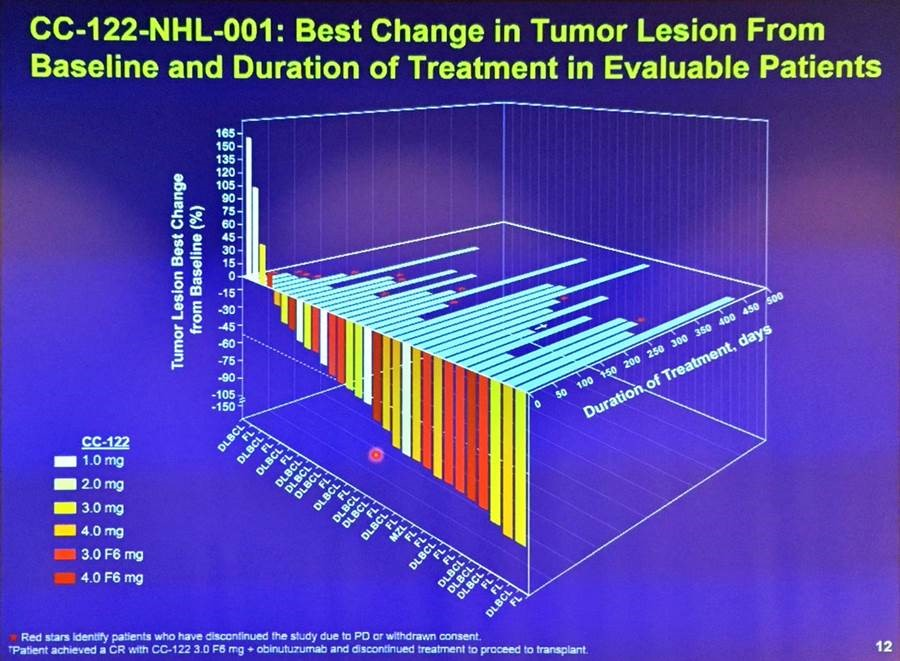 CC-122-NHL-001: Best Change in Tumor Lesion From
Baseline and Duration of Treatment in Evaluable Patients
Tumor Lesion Best Change
from Baseline (%)
165
150
135
120
105
90
75
60
45
30
15
0
-15
-30
-45
-60
-75
-90
-105
-150
0
50
100
150
200
250
300
350
400
450
500
Duration of Treatment, days
DLBCL
FL
DLBCL
FL
DLBCL
FL
DLBCL
DLBCL
DLBCL
DLBCL
FL
DLBCL
FL
DLBCL
DLBCL
FL
DLBCL
FL
MZL
FL
FL
DLBCL
FL
FL
DLBCL
DLBCL
DLBCL
FL
FL
DLBCL
FL
CC-122
1.0 mg
2.0 mg
3.0 mg
4.0 mg
3.0 F6 mg
4.0 F6 mg
Red stars identify patients who have discontinued the study due to PD or withdrawn consent.
†Patient achieved a CR with CC-122 3.0 F6 mg + obinutuzumab and discontinued treatment to proceed to transplant.
12